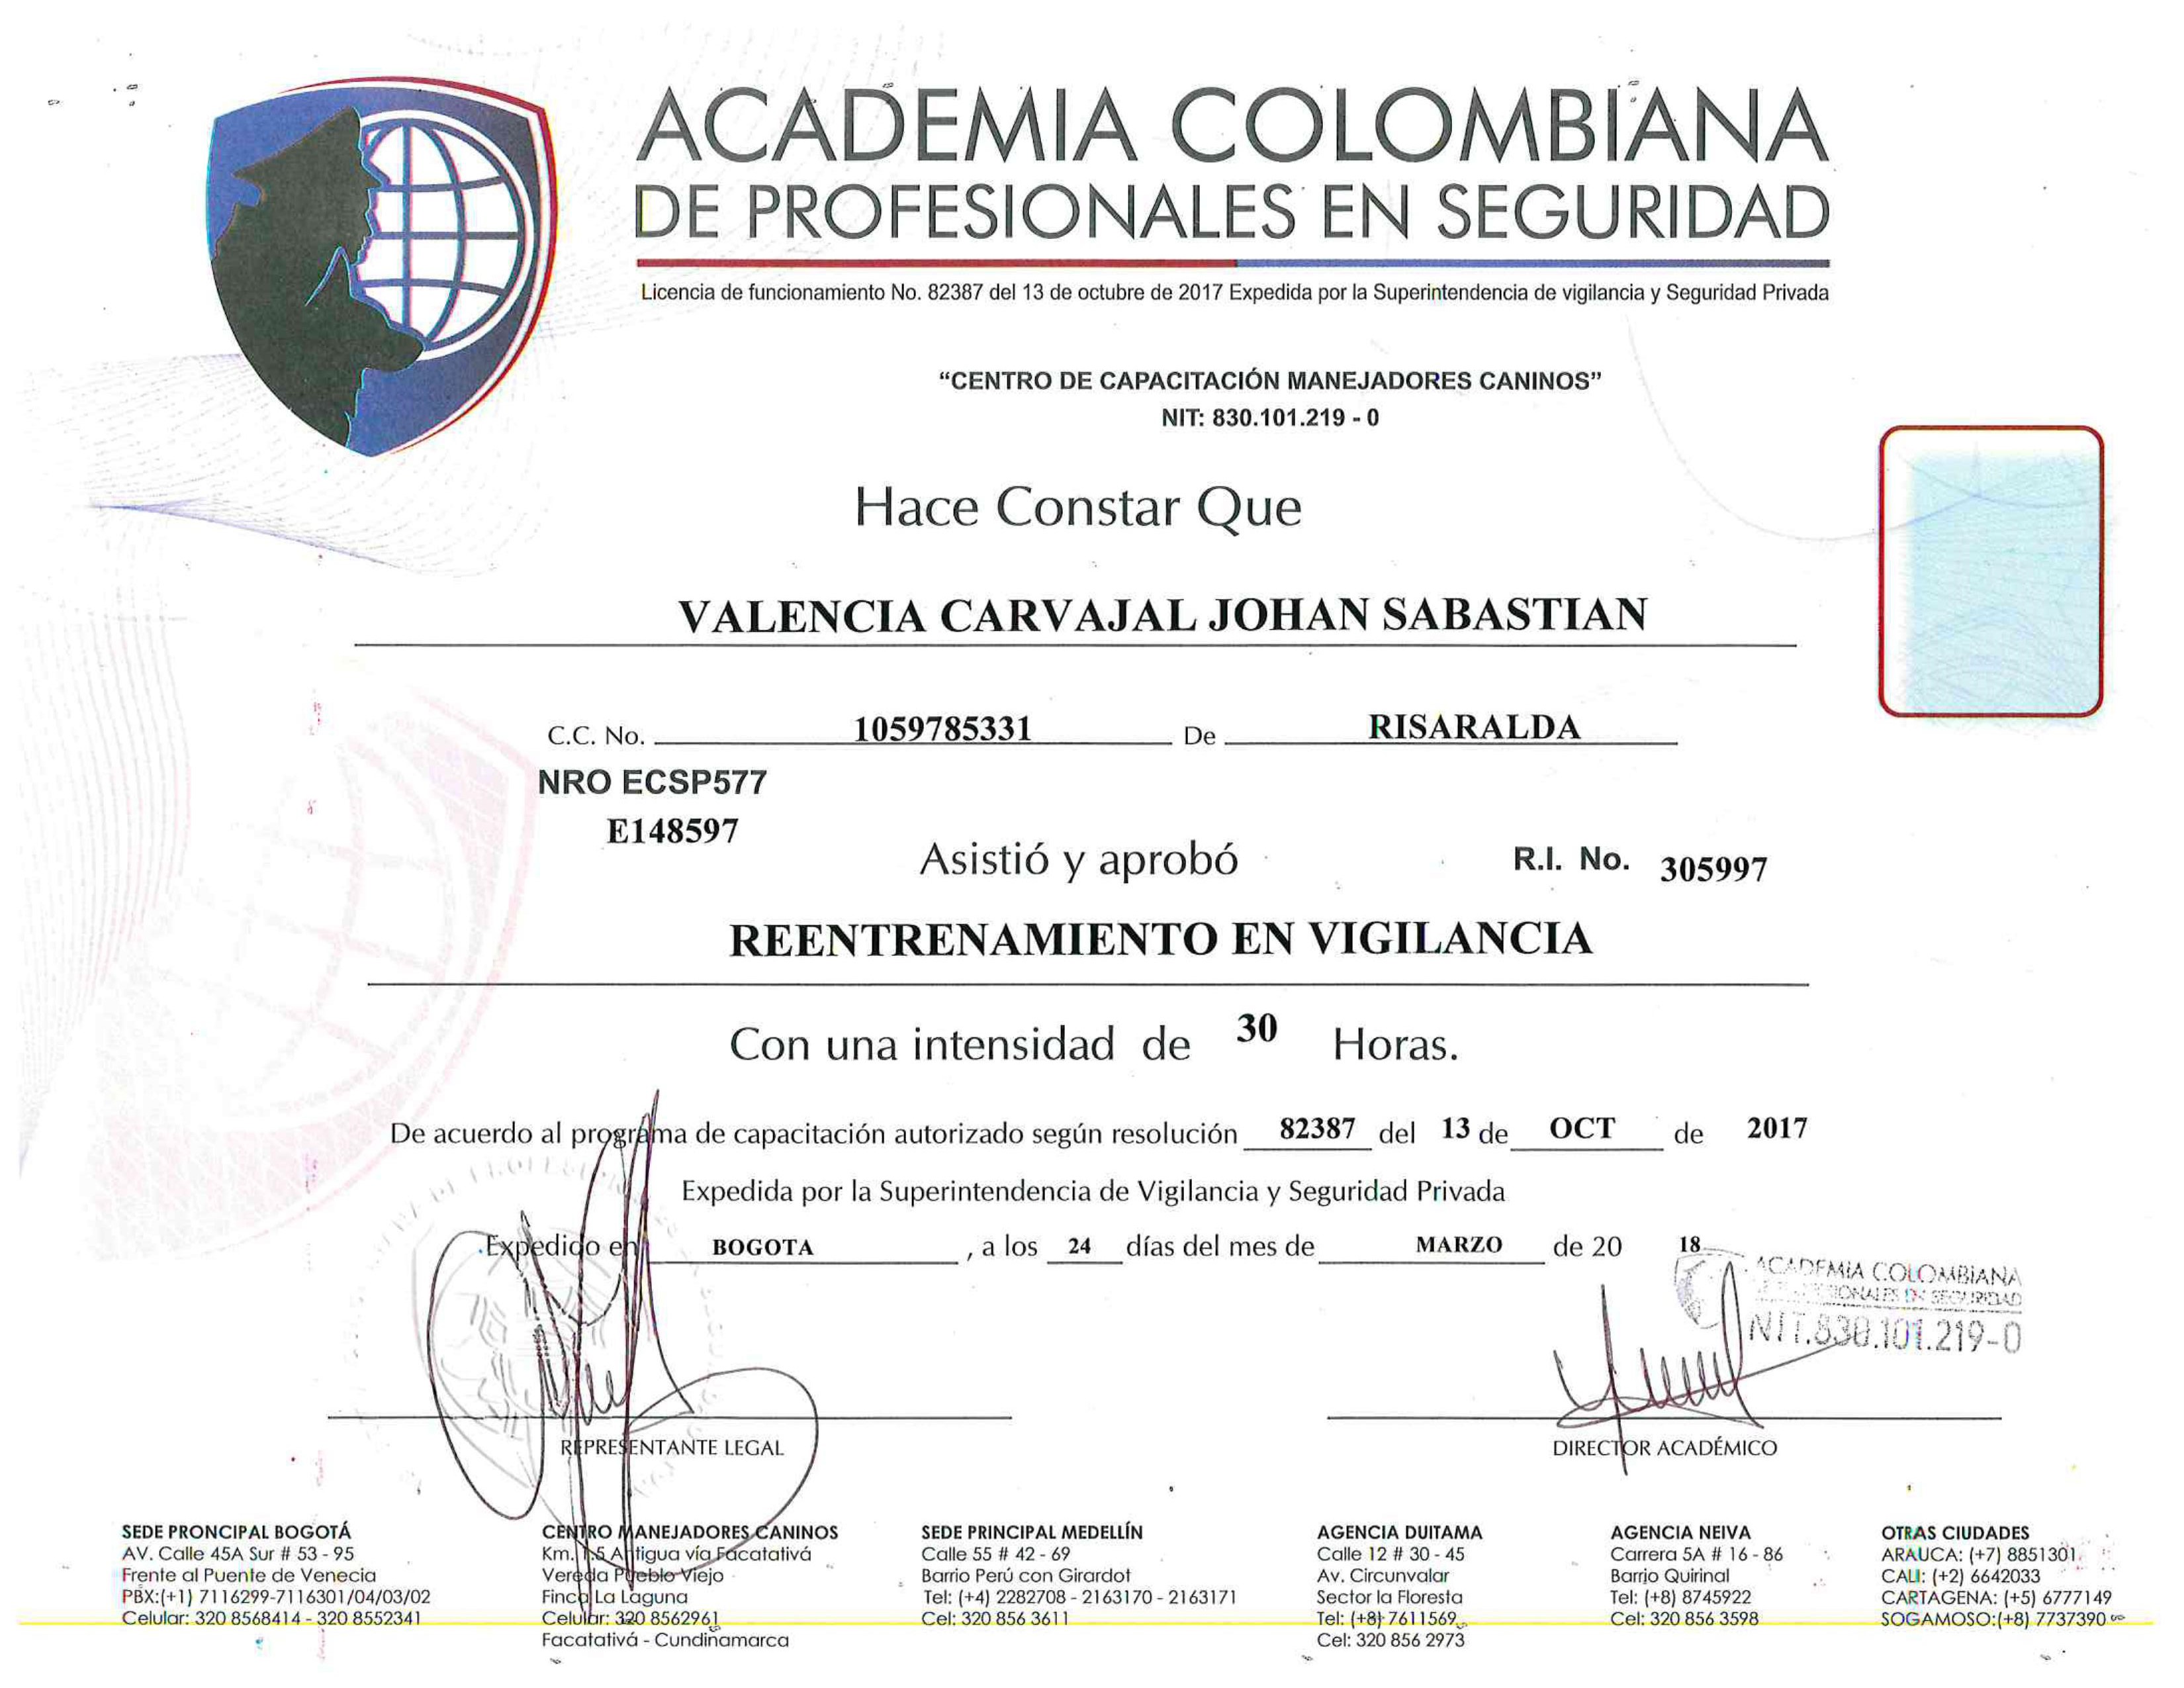 ACADEMIA COLOMBIANA
DE PROFESIONALES EN SEGURIDAD
Licencia de funcionamiento No. 82387 del 13 de octubre de 2017 Expedida por la Superintendencia de vigilancia y Seguridad Privada
“CENTRO DE CAPACITACIÓN MANEJADORES CANINOS”
NIT: 830.101.219 - 0
Hace Constar Que
VALENCIA CARVAJAL JOHAN SABASTIAN
C.C. No. 1059785331 De RISARALDA
NRO ECSP577
E148597
Asistió y aprobó R.I. No. 305997
REENTRENAMIENTO EN VIGILANCIA
Con una intensidad de 30 Horas.
De acuerdo al programa de capacitación autorizado según resolución 82387 del 13 de OCT de 2017
Expedida por la Superintendencia de Vigilancia y Seguridad Privada
Expedido en BOGOTA, a los 24 días del mes de MARZO de 20 18
ACADEMIA COLOMBIANA
NIT.830.101.219-0
REPRESENTANTE LEGAL
DIRECTOR ACADÉMICO
SEDE PRONCIPAL BOGOTÁ
AV. Calle 45A Sur # 53 - 95
Frente al Puente de Venecia
PBX:(+1) 7116299-7116301/04/03/02
Celular: 320 8568414 - 320 8552341
CENTRO MANEJADORES CANINOS
Km. 1.5 Antigua vía Facatativá
Vereda Pueblo Viejo
Finca La Laguna
Celular: 320 8562961
Facatativá - Cundinamarca
SEDE PRINCIPAL MEDELLÍN
Calle 55 # 42 - 69
Barrio Perú con Girardot
Tel: (+4) 2282708 - 2163170 - 2163171
Cel: 320 856 3611
AGENCIA DUITAMA
Calle 12 # 30 - 45
Av. Circunvalar
Sector la Floresta
Tel: (+8) 7611569
Cel: 320 856 2973
AGENCIA NEIVA
Carrera 5A # 16 - 86
Barrio Quirinal
Tel: (+8) 8745922
Cel: 320 856 3598
OTRAS CIUDADES
ARAUCA: (+7) 8851301
CALI: (+2) 6642033
CARTAGENA: (+5) 6777149
SOGAMOSO:(+8) 7737390